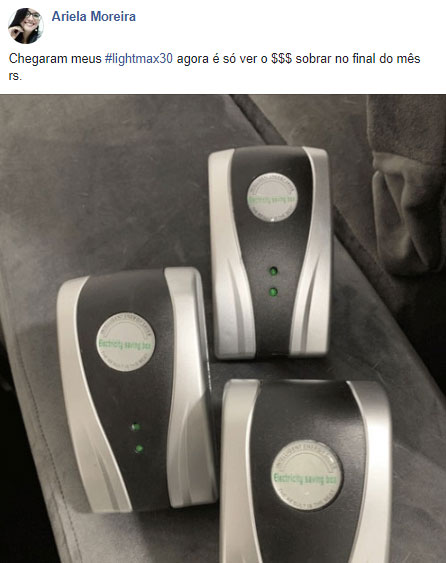 Ariela Moreira
Chegaram meus #lightmax30 agora é só ver o $$$ sobrar no final do mês
rs.
Electricity saving box
Electricity saving box
Electricity saving box